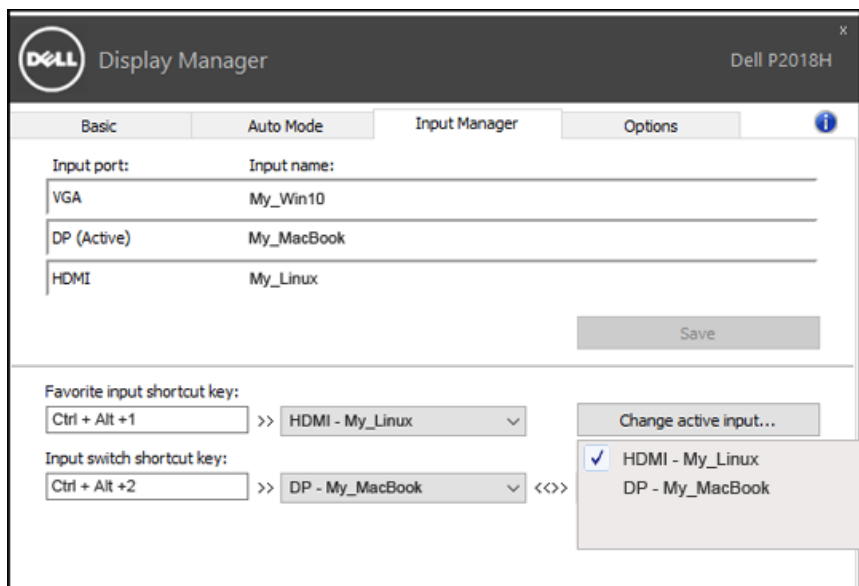 x
DELL Display Manager Dell P2018H
Basic Auto Mode Input Manager Options i
Input port: Input name:
VGA My_Win10
DP (Active) My_MacBook
HDMI My_Linux
Save
Favorite input shortcut key:
Ctrl + Alt +1 >> HDMI - My_Linux Change active input...
Input switch shortcut key:
Ctrl + Alt +2 >> DP - My_MacBook <<>>
HDMI - My_Linux
DP - My_MacBook